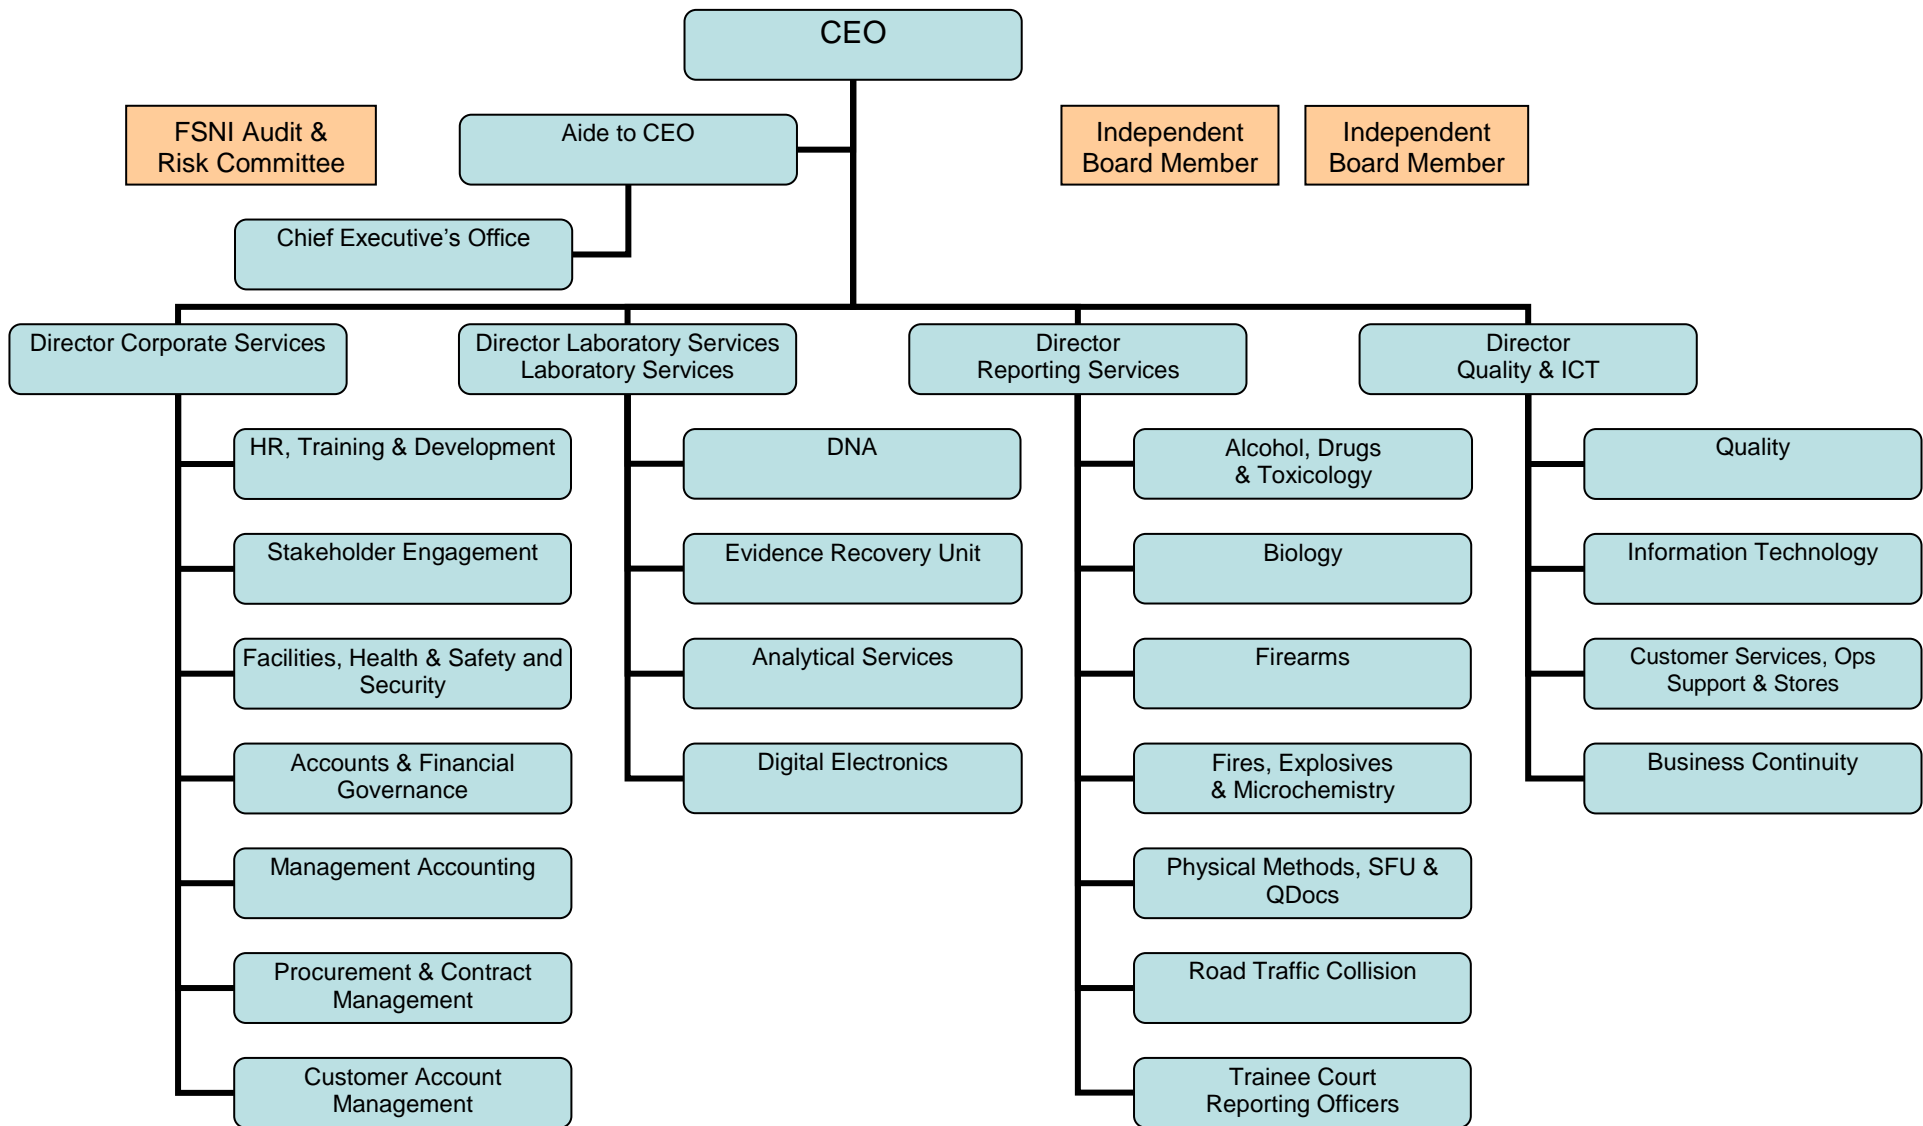 CEO
FSNI Audit &
Risk Committee
Aide to CEO
Independent
Board Member
Independent
Board Member
Chief Executive’s Office
Director Corporate Services
Director Laboratory Services
Laboratory Services
Director
Reporting Services
Director
Quality & ICT
HR, Training & Development
Stakeholder Engagement
Facilities, Health & Safety and
Security
Accounts & Financial
Governance
Management Accounting
Procurement & Contract
Management
Customer Account
Management
DNA
Evidence Recovery Unit
Analytical Services
Digital Electronics
Alcohol, Drugs
& Toxicology
Biology
Firearms
Fires, Explosives
& Microchemistry
Physical Methods, SFU &
QDocs
Road Traffic Collision
Trainee Court
Reporting Officers
Quality
Information Technology
Customer Services, Ops
Support & Stores
Business Continuity